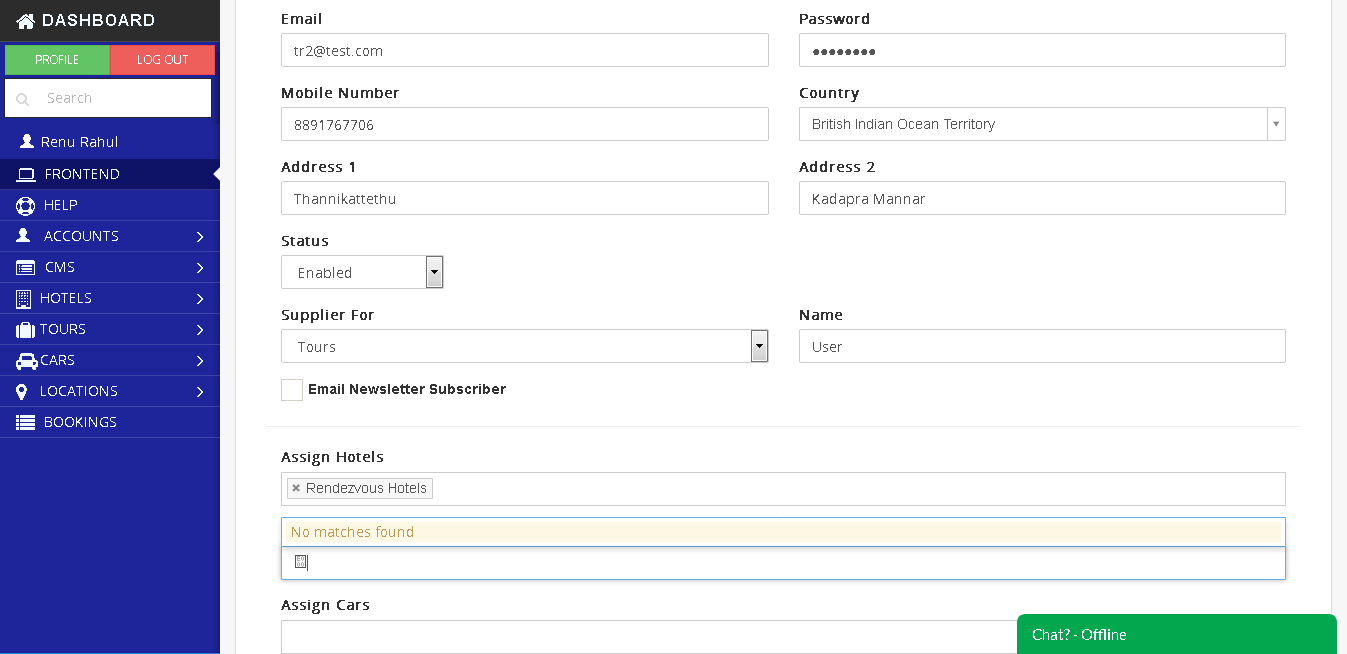 DASHBOARD
PROFILE
LOG OUT
Search
Renu Rahul
FRONTEND
HELP
ACCOUNTS
CMS
HOTELS
TOURS
CARS
LOCATIONS
BOOKINGS
Email
tr2@test.com
Password
Mobile Number
8891767706
Country
British Indian Ocean Territory
Address 1
Thannikattethu
Address 2
Kadapra Mannar
Status
Enabled
Supplier For
Tours
Name
User
Email Newsletter Subscriber
Assign Hotels
Rendezvous Hotels
No matches found
Assign Cars
Chat? - Offline